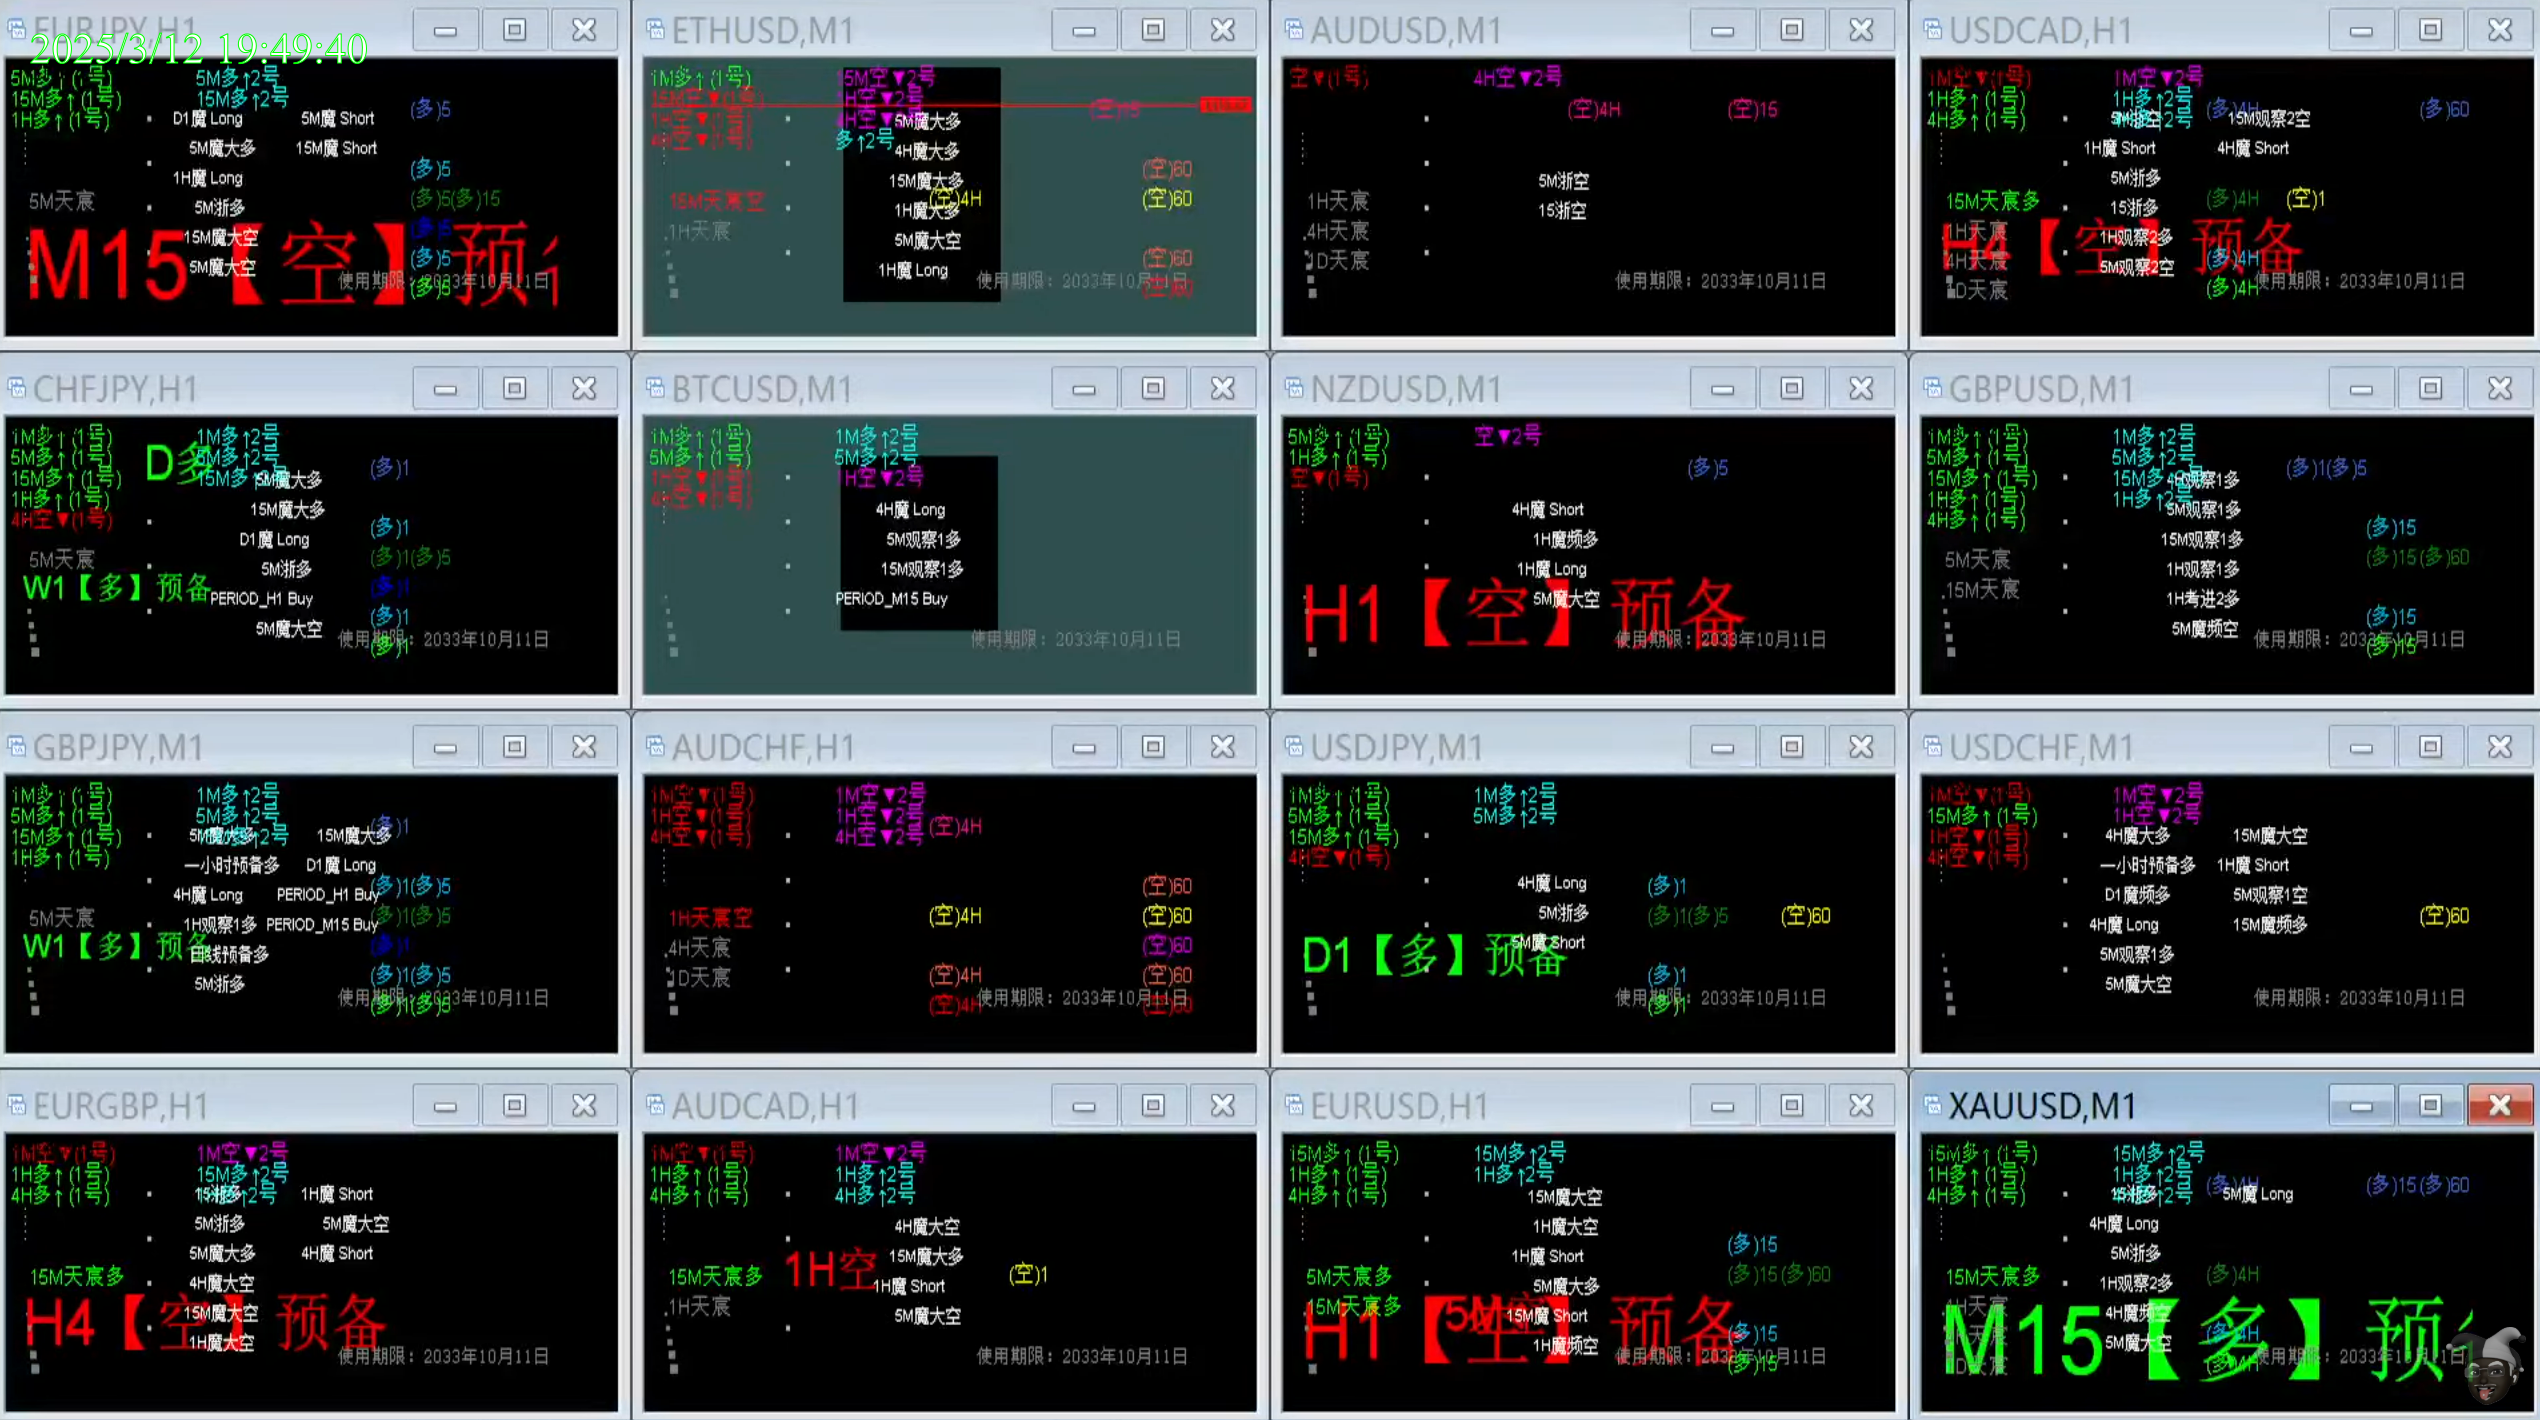 2025/3/12 19:49:40
EURJPY,H1
5M多↑(1号) 5M多↑2号
15M多↑(1号) 15M多↑2号
1H多↑(1号)
D1魔 Long 5M魔 Short (多)5
5M魔大多 15M魔 Short
1H魔 Long (多)5
5M天宸 5M浙多 (多)5(多)15
15M魔大空
5M魔大空 (多)5
M15【空】预
使用期限：2033年10月11日
(多)5
ETHUSD,M1
1M多↑(1号) 15M空▼2号
15M空▼(1号) 1H空▼2号
1H空▼(1号) 4H空▼2号
4H空▼(1号) 多↑2号
(空)15
5M魔大多
4H魔大多
15M魔大多 (空)60
15M天宸空 1H魔大多 (空)4H (空)60
1H天宸 5M魔大空
1H魔 Long (空)60
使用期限：2033年10月11日
(空)60
AUDUSD,M1
空▼(1号) 4H空▼2号
(空)4H (空)15
5M浙空
1H天宸 15浙空
4H天宸
1D天宸
使用期限：2033年10月11日
USDCAD,H1
1M空▼(1号) 1M空▼2号
1H多↑(1号) 1H多↑2号
4H多↑(1号) 4H多↑2号
(多)4H (多)60
5M浙空 15M观察2空
1H魔 Short 4H魔 Short
5M浙多
15M天宸多 15浙多 (多)4H (空)1
1H天宸 1H观察2多
4H天宸 5M观察2空 (多)4H
1D天宸 (多)4H
H4【空】预备
使用期限：2033年10月11日
CHFJPY,H1
1M多↑(1号) 1M多↑2号
5M多↑(1号) 5M多↑2号
15M多↑(1号) 15M多↑2号
1H多↑(1号)
4H空▼(1号)
D多
5M魔大多 (多)1
15M魔大多 (多)1
D1魔 Long
5M天宸 5M浙多 (多)1(多)5
W1【多】预备 (多)1
PERIOD_H1 Buy (多)1
5M魔大空 (多)1
使用期限：2033年10月11日
BTCUSD,M1
1M多↑(1号) 1M多↑2号
5M多↑(1号) 5M多↑2号
1H空▼(1号) 1H空▼2号
4H空▼(1号)
4H魔 Long
5M观察1多
15M观察1多
PERIOD_M15 Buy
使用期限：2033年10月11日
NZDUSD,M1
5M多↑(1号) 空▼2号
1H多↑(1号) (多)5
空▼(1号)
4H魔 Short
1H魔频多
1H魔 Long
5M魔大空
H1【空】预备
使用期限：2033年10月11日
GBPUSD,M1
1M多↑(1号) 1M多↑2号
5M多↑(1号) 5M多↑2号
15M多↑(1号) 15M多↑2号
1H多↑(1号) 1H多↑2号
4H多↑(1号)
4H观察1多 (多)1(多)5
5M观察1多
15M观察1多 (多)15
5M天宸 1H观察1多 (多)15(多)60
15M天宸 1H考进2多
5M魔频空 (多)15
使用期限：2033年10月11日
(多)15
GBPJPY,M1
1M多↑(1号) 1M多↑2号
5M多↑(1号) 5M多↑2号
15M多↑(1号) 15M多↑2号
1H多↑(1号)
5M魔大多 15M魔大多 (多)1
一小时预备多 D1魔 Long
4H魔 Long PERIOD_H1 Buy (多)1(多)5
5M天宸 1H观察1多 PERIOD_M15 Buy (多)1(多)5
W1【多】预备 日线预备多 (多)1
5M浙多 (多)1(多)5
使用期限：2033年10月11日
(多)1(多)5
AUDCHF,H1
1M空▼(1号) 1M空▼2号
1H空▼(1号) 1H空▼2号
4H空▼(1号) 4H空▼2号
(空)4H
(空)60
1H天宸空 (空)4H (空)60
4H天宸 (空)60
1D天宸 (空)4H (空)60
(空)4H (空)60
使用期限：2033年10月11日
USDJPY,M1
1M多↑(1号) 1M多↑2号
5M多↑(1号) 5M多↑2号
15M多↑(1号)
4H空▼(1号)
4H魔 Long (多)1
5M浙多 (多)1(多)5 (空)60
5M魔 Short
D1【多】预备
(多)1
使用期限：2033年10月11日
(多)1
USDCHF,M1
1M空▼(1号) 1M空▼2号
15M多↑(1号) 1H空▼2号
1H空▼(1号)
4H空▼(1号)
4H魔大多 15M魔大空
一小时预备多 1H魔 Short
D1魔频多 5M观察1空
4H魔 Long 15M魔频多 (空)60
5M观察1多
5M魔大空
使用期限：2033年10月11日
EURGBP,H1
1M空▼(1号) 1M空▼2号
1H多↑(1号) 15M多↑2号
4H多↑(1号)
15浙多 1H魔 Short
5M浙多 5M魔大空
5M魔大多 4H魔 Short
15M天宸多 4H魔大空
15M魔大空
1H魔大空
H4【空】预备
使用期限：2033年10月11日
AUDCAD,H1
1M空▼(1号) 1M空▼2号
1H多↑(1号) 1H多↑2号
4H多↑(1号) 4H多↑2号
4H魔大空
15M魔大多
15M天宸多 1H空 1H魔 Short (空)1
1H天宸 5M魔大空
使用期限：2033年10月11日
EURUSD,H1
15M多↑(1号) 15M多↑2号
1H多↑(1号) 1H多↑2号
4H多↑(1号)
15M魔大空
1H魔大空 (多)15
1H魔 Short
5M天宸多 5M魔大多 (多)15(多)60
15M天宸多 15M魔 Short
1H魔频空 (多)15
H1【空】预备
使用期限：2033年10月11日
(多)15
XAUUSD,M1
15M多↑(1号) 15M多↑2号
1H多↑(1号) 1H多↑2号
4H多↑(1号) 4H多↑2号
(多)4H (多)15(多)60
15浙多 5M魔 Long
4H魔 Long
5M浙多
15M天宸多 1H观察2多 (多)4H
4H魔频空
5M魔大空 (多)4H
M15【多】预
使用期限：2033年10月11日
(多)4H